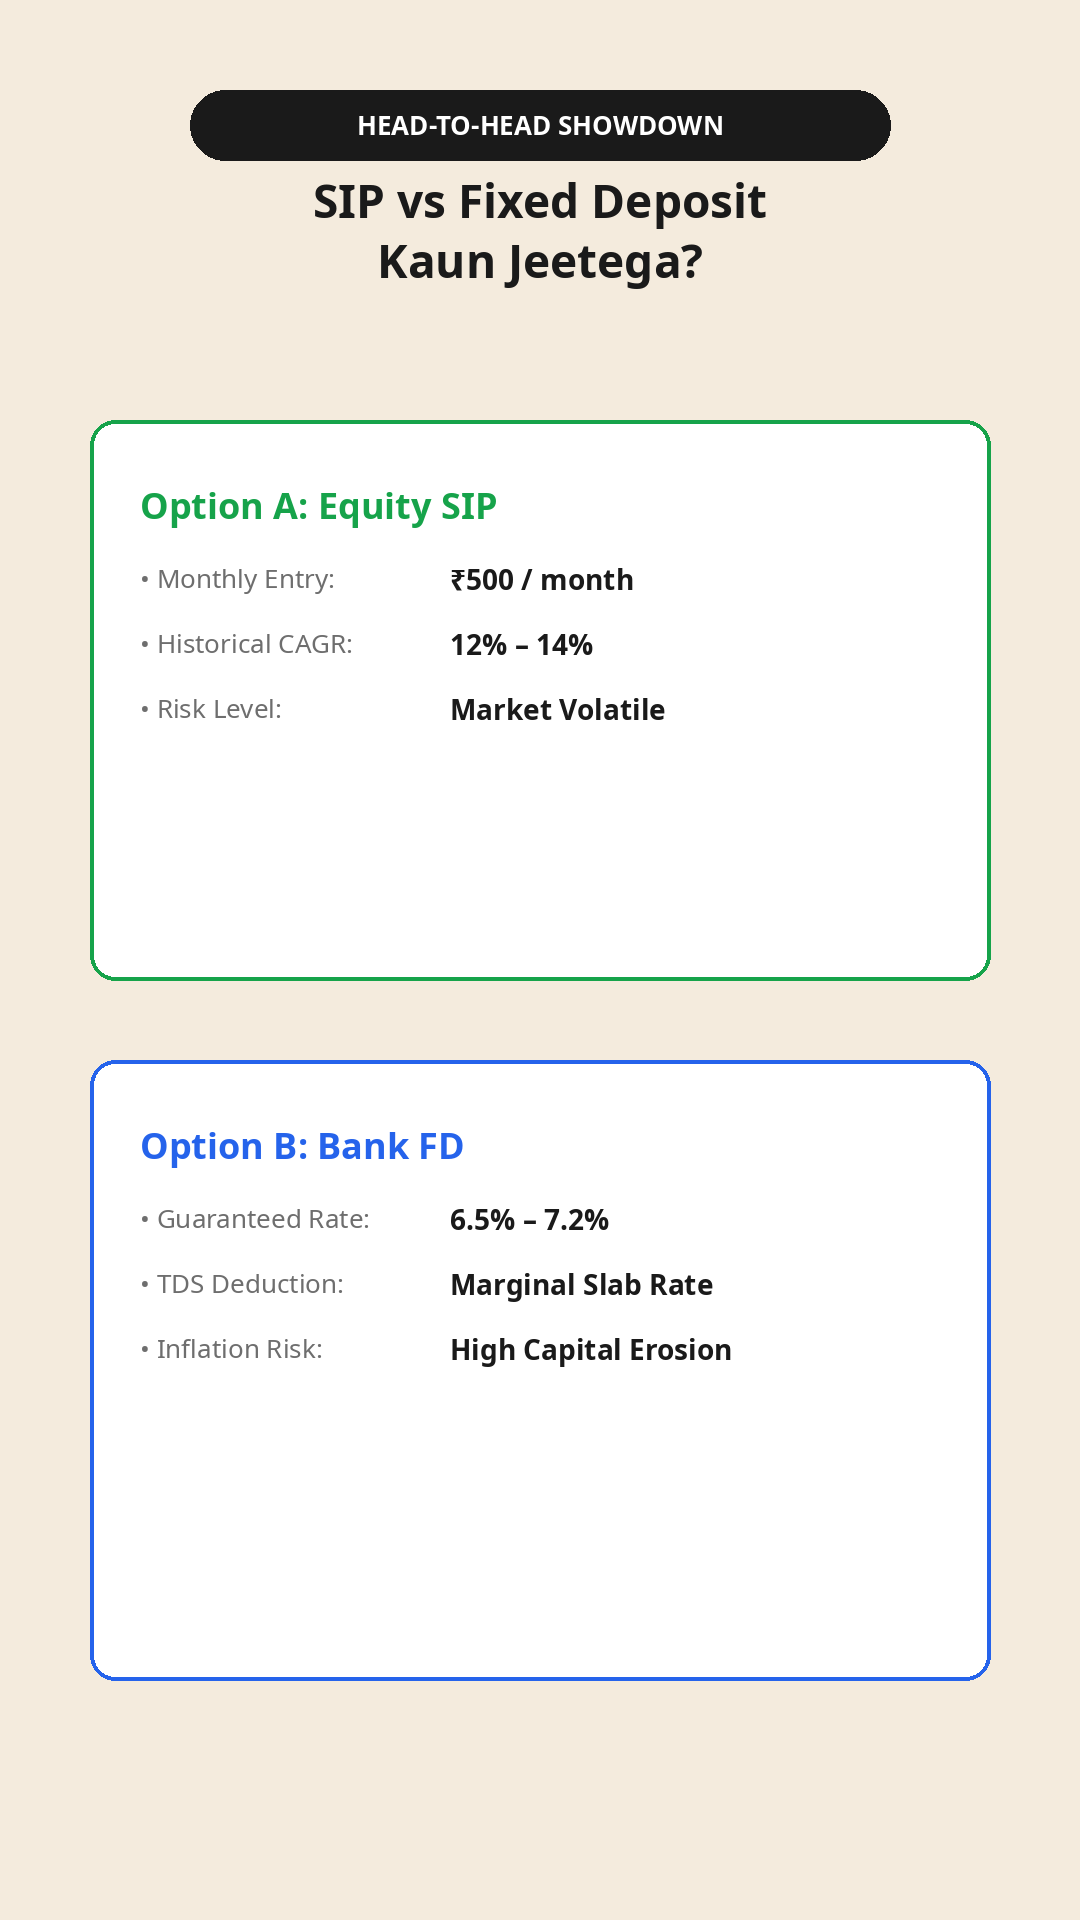 HEAD-TO-HEAD SHOWDOWN
SIP vs Fixed Deposit
Kaun Jeetega?
Option A: Equity SIP
• Monthly Entry: ₹500 / month
• Historical CAGR: 12% – 14%
• Risk Level: Market Volatile
Option B: Bank FD
• Guaranteed Rate: 6.5% – 7.2%
• TDS Deduction: Marginal Slab Rate
• Inflation Risk: High Capital Erosion